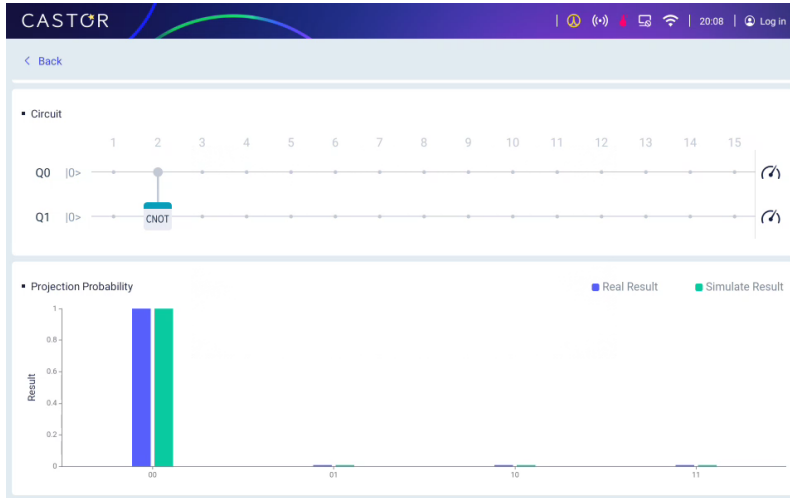 CASTOR
20:08 Log in
< Back
Circuit
1 2 3 4 5 6 7 8 9 10 11 12 13 14 15
Q0 |0>
Q1 |0> CNOT
Projection Probability
Real Result Simulate Result
1
0.8
0.6
0.4
0.2
0
Result
00 01 10 11